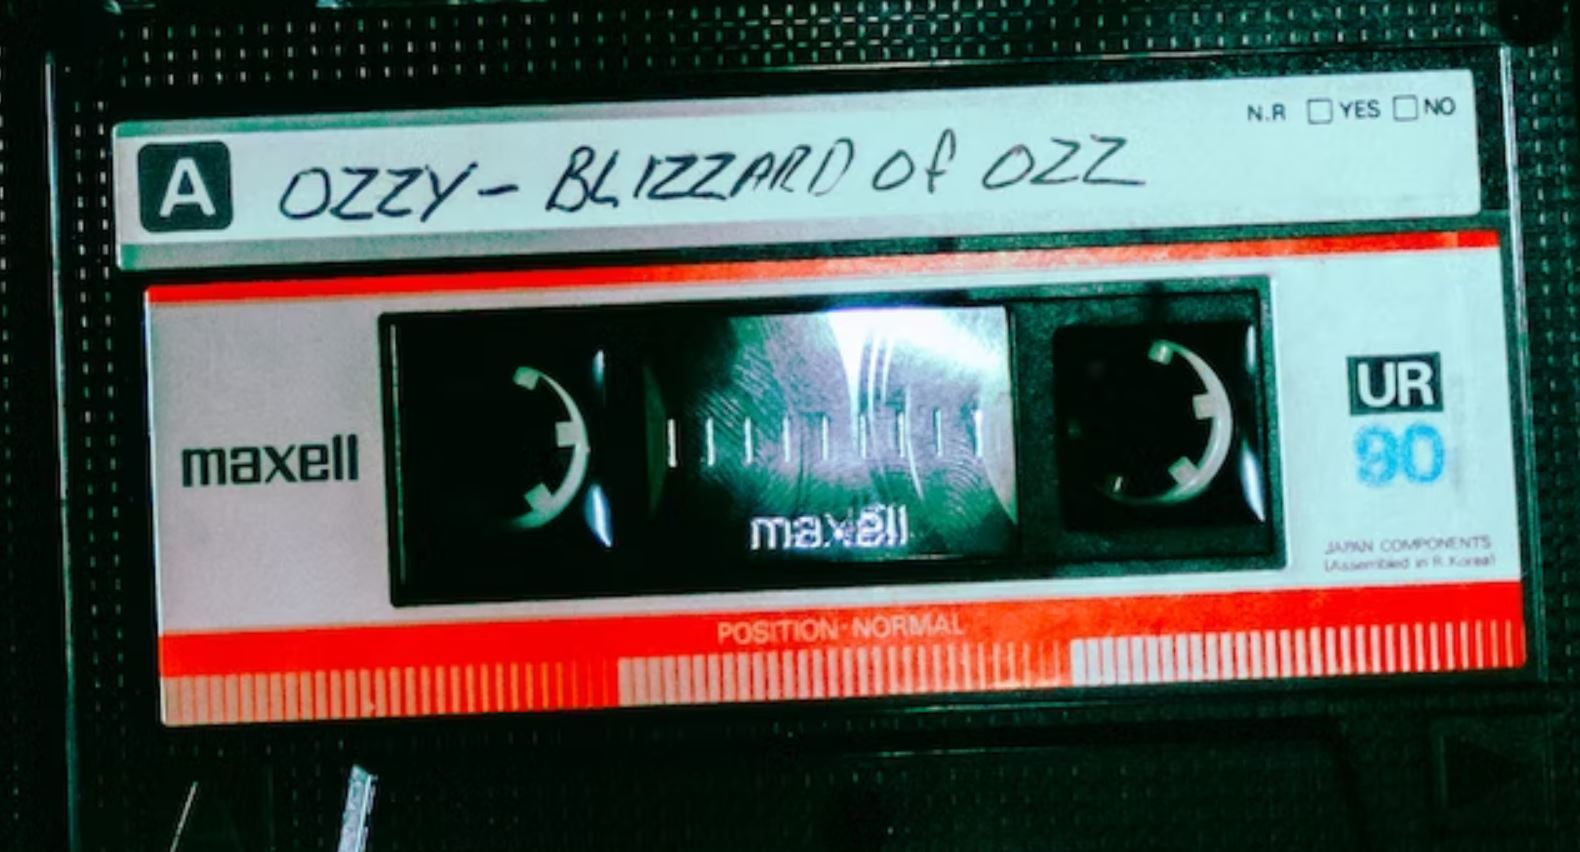 N.R YES NO
A OZZY - BLIZZARD of OZZ
maxell
maxell
UR
90
JAPAN COMPONENTS
(Assembled in R.Korea)
POSITION·NORMAL